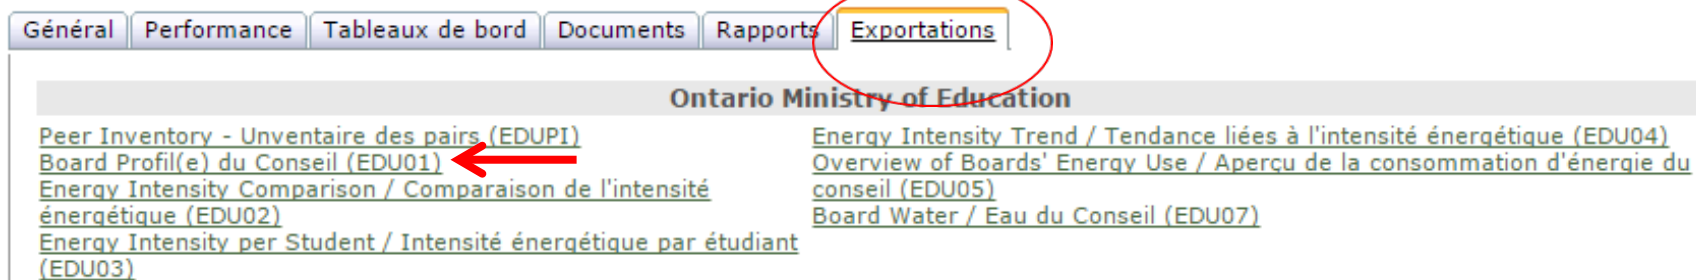 Général Performance Tableaux de bord Documents Rapports Exportations
Ontario Ministry of Education
Peer Inventory - Unventaire des pairs (EDUPI)
Board Profil(e) du Conseil (EDU01)
Energy Intensity Comparison / Comparaison de l'intensité
énergétique (EDU02)
Energy Intensity per Student / Intensité énergétique par étudiant
(EDU03)
Energy Intensity Trend / Tendance liées à l'intensité énergétique (EDU04)
Overview of Boards' Energy Use / Aperçu de la consommation d'énergie du
conseil (EDU05)
Board Water / Eau du Conseil (EDU07)